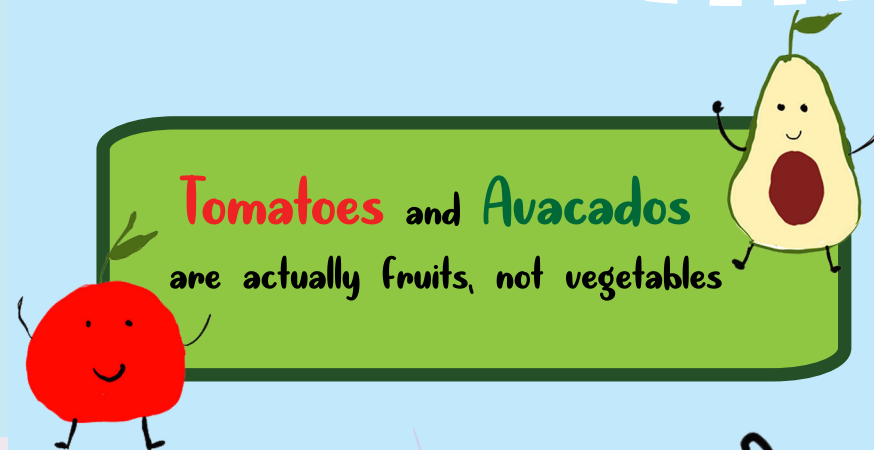 Tomatoes and Avacados
are actually fruits, not vegetables